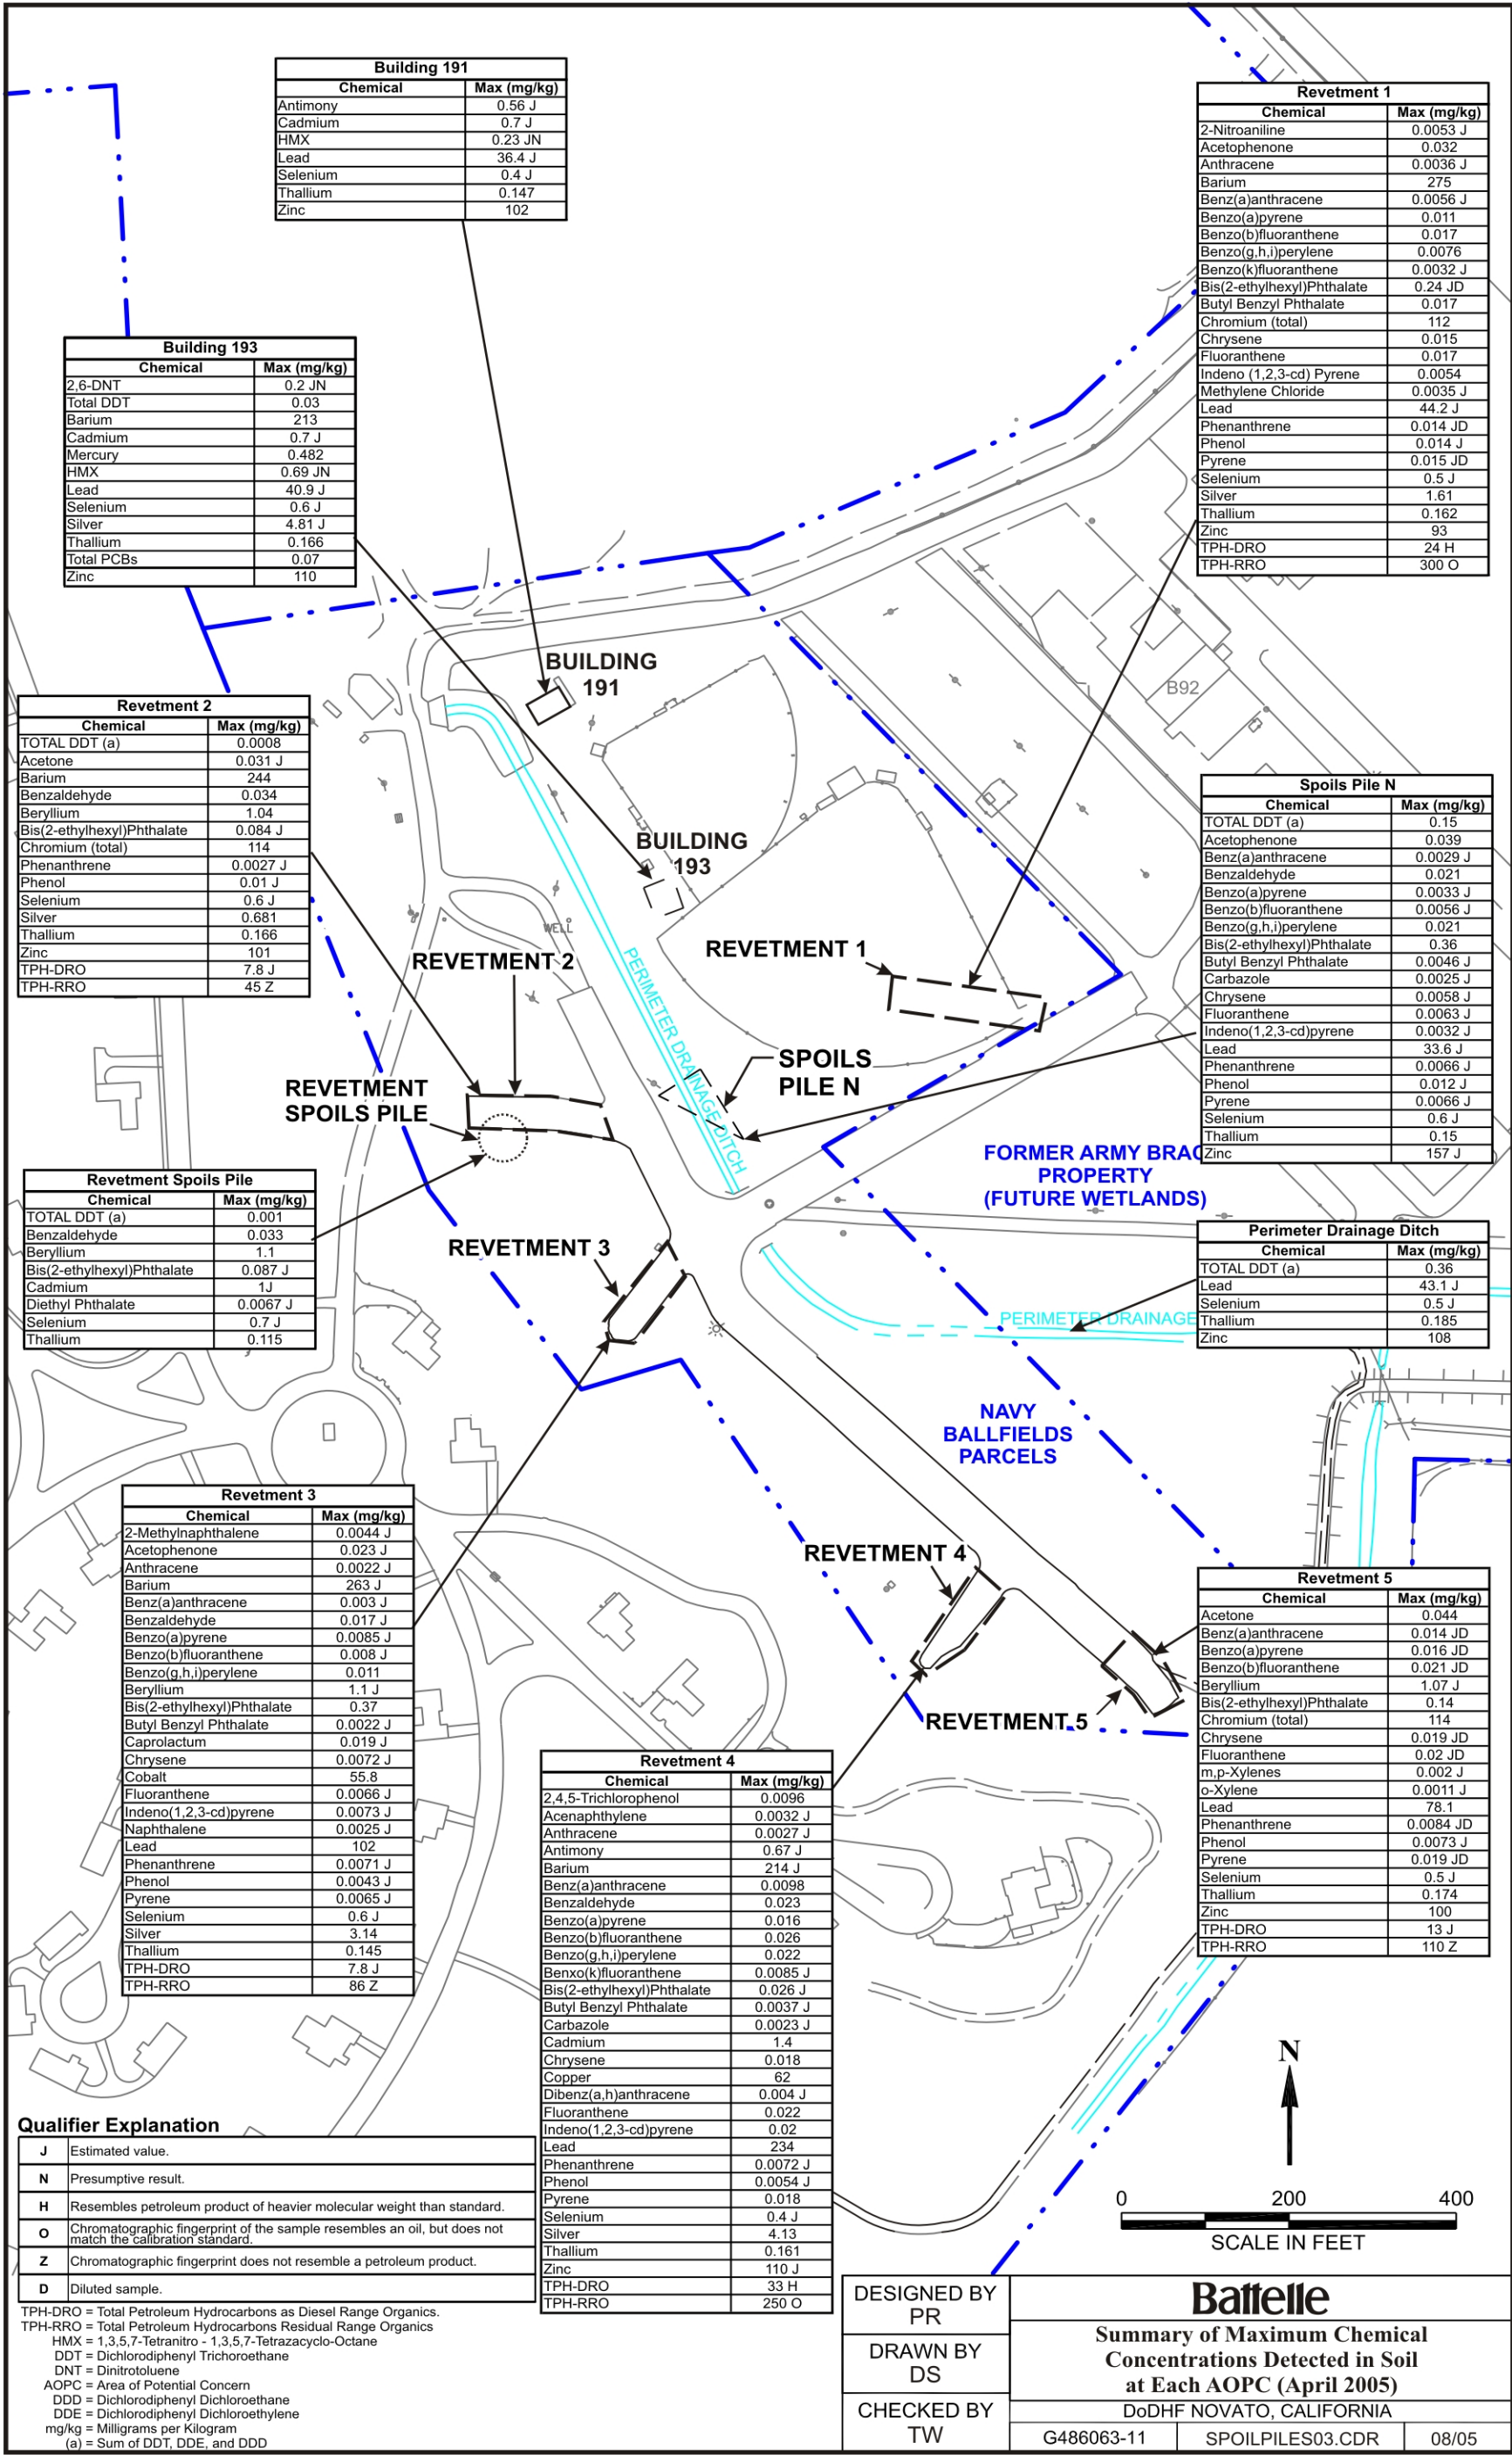 Building 191
Chemical Max (mg/kg)
Antimony 0.56 J
Cadmium 0.7 J
HMX 0.23 JN
Lead 36.4 J
Selenium 0.4 J
Thallium 0.147
Zinc 102
Revetment 1
Chemical Max (mg/kg)
2-Nitroaniline 0.0053 J
Acetophenone 0.032
Anthracene 0.0036 J
Barium 275
Benz(a)anthracene 0.0056 J
Benzo(a)pyrene 0.011
Benzo(b)fluoranthene 0.017
Benzo(g,h,i)perylene 0.0076
Benzo(k)fluoranthene 0.0032 J
Bis(2-ethylhexyl)Phthalate 0.24 JD
Butyl Benzyl Phthalate 0.017
Chromium (total) 112
Chrysene 0.015
Fluoranthene 0.017
Indeno (1,2,3-cd) Pyrene 0.0054
Methylene Chloride 0.0035 J
Lead 44.2 J
Phenanthrene 0.014 JD
Phenol 0.014 J
Pyrene 0.015 JD
Selenium 0.5 J
Silver 1.61
Thallium 0.162
Zinc 93
TPH-DRO 24 H
TPH-RRO 300 O
Building 193
Chemical Max (mg/kg)
2,6-DNT 0.2 JN
Total DDT 0.03
Barium 213
Cadmium 0.7 J
Mercury 0.482
HMX 0.69 JN
Lead 40.9 J
Selenium 0.6 J
Silver 4.81 J
Thallium 0.166
Total PCBs 0.07
Zinc 110
BUILDING
191
B92
Revetment 2
Chemical Max (mg/kg)
TOTAL DDT (a) 0.0008
Acetone 0.031 J
Barium 244
Benzaldehyde 0.034
Beryllium 1.04
Bis(2-ethylhexyl)Phthalate 0.084 J
Chromium (total) 114
Phenanthrene 0.0027 J
Phenol 0.01 J
Selenium 0.6 J
Silver 0.681
Thallium 0.166
Zinc 101
TPH-DRO 7.8 J
TPH-RRO 45 Z
BUILDING
193
Spoils Pile N
Chemical Max (mg/kg)
TOTAL DDT (a) 0.15
Acetophenone 0.039
Benz(a)anthracene 0.0029 J
Benzaldehyde 0.021
Benzo(a)pyrene 0.0033 J
Benzo(b)fluoranthene 0.0056 J
Benzo(g,h,i)perylene 0.021
Bis(2-ethylhexyl)Phthalate 0.36
Butyl Benzyl Phthalate 0.0046 J
Carbazole 0.0025 J
Chrysene 0.0058 J
Fluoranthene 0.0063 J
Indeno(1,2,3-cd)pyrene 0.0032 J
Lead 33.6 J
Phenanthrene 0.0066 J
Phenol 0.012 J
Pyrene 0.0066 J
Selenium 0.6 J
Thallium 0.15
Zinc 157 J
WELL
REVETMENT 1
REVETMENT 2
PERIMETER DRAINAGE DITCH
SPOILS
PILE N
REVETMENT
SPOILS PILE
FORMER ARMY BRAC
PROPERTY
(FUTURE WETLANDS)
Revetment Spoils Pile
Chemical Max (mg/kg)
TOTAL DDT (a) 0.001
Benzaldehyde 0.033
Beryllium 1.1
Bis(2-ethylhexyl)Phthalate 0.087 J
Cadmium 1J
Diethyl Phthalate 0.0067 J
Selenium 0.7 J
Thallium 0.115
REVETMENT 3
Perimeter Drainage Ditch
Chemical Max (mg/kg)
TOTAL DDT (a) 0.36
Lead 43.1 J
Selenium 0.5 J
Thallium 0.185
Zinc 108
PERIMETER DRAINAGE
NAVY
BALLFIELDS
PARCELS
Revetment 3
Chemical Max (mg/kg)
2-Methylnaphthalene 0.0044 J
Acetophenone 0.023 J
Anthracene 0.0022 J
Barium 263 J
Benz(a)anthracene 0.003 J
Benzaldehyde 0.017 J
Benzo(a)pyrene 0.0085 J
Benzo(b)fluoranthene 0.008 J
Benzo(g,h,i)perylene 0.011
Beryllium 1.1 J
Bis(2-ethylhexyl)Phthalate 0.37
Butyl Benzyl Phthalate 0.0022 J
Caprolactum 0.019 J
Chrysene 0.0072 J
Cobalt 55.8
Fluoranthene 0.0066 J
Indeno(1,2,3-cd)pyrene 0.0073 J
Naphthalene 0.0025 J
Lead 102
Phenanthrene 0.0071 J
Phenol 0.0043 J
Pyrene 0.0065 J
Selenium 0.6 J
Silver 3.14
Thallium 0.145
TPH-DRO 7.8 J
TPH-RRO 86 Z
REVETMENT 4
Revetment 5
Chemical Max (mg/kg)
Acetone 0.044
Benz(a)anthracene 0.014 JD
Benzo(a)pyrene 0.016 JD
Benzo(b)fluoranthene 0.021 JD
Beryllium 1.07 J
Bis(2-ethylhexyl)Phthalate 0.14
Chromium (total) 114
Chrysene 0.019 JD
Fluoranthene 0.02 JD
m,p-Xylenes 0.002 J
o-Xylene 0.0011 J
Lead 78.1
Phenanthrene 0.0084 JD
Phenol 0.0073 J
Pyrene 0.019 JD
Selenium 0.5 J
Thallium 0.174
Zinc 100
TPH-DRO 13 J
TPH-RRO 110 Z
REVETMENT 5
Revetment 4
Chemical Max (mg/kg)
2,4,5-Trichlorophenol 0.0096
Acenaphthylene 0.0032 J
Anthracene 0.0027 J
Antimony 0.67 J
Barium 214 J
Benz(a)anthracene 0.0098
Benzaldehyde 0.023
Benzo(a)pyrene 0.016
Benzo(b)fluoranthene 0.026
Benzo(g,h,i)perylene 0.022
Benxo(k)fluoranthene 0.0085 J
Bis(2-ethylhexyl)Phthalate 0.026 J
Butyl Benzyl Phthalate 0.0037 J
Carbazole 0.0023 J
Cadmium 1.4
Chrysene 0.018
Copper 62
Dibenz(a,h)anthracene 0.004 J
Fluoranthene 0.022
Indeno(1,2,3-cd)pyrene 0.02
Lead 234
Phenanthrene 0.0072 J
Phenol 0.0054 J
Pyrene 0.018
Selenium 0.4 J
Silver 4.13
Thallium 0.161
Zinc 110 J
TPH-DRO 33 H
TPH-RRO 250 O
N
0 200 400
SCALE IN FEET
Qualifier Explanation
J Estimated value.
N Presumptive result.
H Resembles petroleum product of heavier molecular weight than standard.
O Chromatographic fingerprint of the sample resembles an oil, but does not
match the calibration standard.
Z Chromatographic fingerprint does not resemble a petroleum product.
D Diluted sample.
TPH-DRO = Total Petroleum Hydrocarbons as Diesel Range Organics.
TPH-RRO = Total Petroleum Hydrocarbons Residual Range Organics
HMX = 1,3,5,7-Tetranitro - 1,3,5,7-Tetrazacyclo-Octane
DDT = Dichlorodiphenyl Trichoroethane
DNT = Dinitrotoluene
AOPC = Area of Potential Concern
DDD = Dichlorodiphenyl Dichloroethane
DDE = Dichlorodiphenyl Dichloroethylene
mg/kg = Milligrams per Kilogram
(a) = Sum of DDT, DDE, and DDD
DESIGNED BY
PR
DRAWN BY
DS
CHECKED BY
TW
Battelle
Summary of Maximum Chemical
Concentrations Detected in Soil
at Each AOPC (April 2005)
DoDHF NOVATO, CALIFORNIA
G486063-11 SPOILPILES03.CDR 08/05